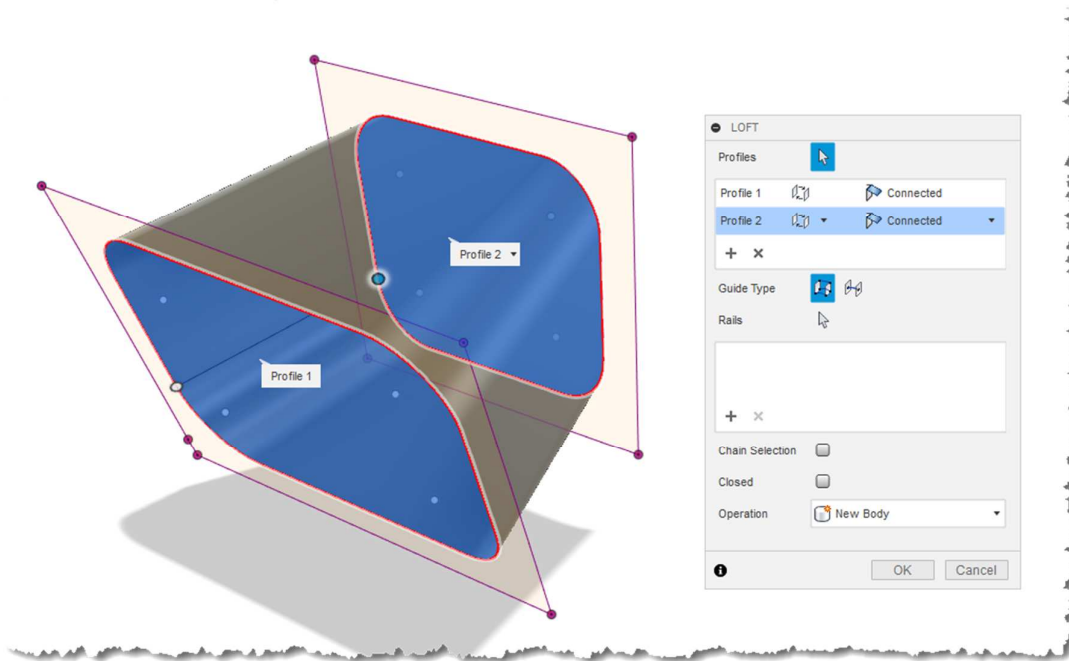 LOFT
Profiles
Profile 1 Connected
Profile 2 Connected
Guide Type
Rails
Chain Selection
Closed
Operation New Body
OK Cancel
Profile 2
Profile 1